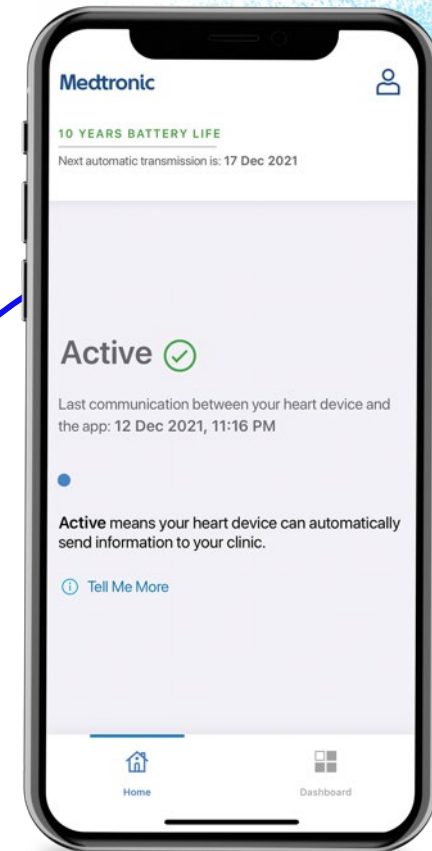 Medtronic
10 YEARS BATTERY LIFE
Next automatic transmission is: 17 Dec 2021
Active
Last communication between your heart device and
the app: 12 Dec 2021, 11:16 PM
Active means your heart device can automatically
send information to your clinic.
Tell Me More
Home
Dashboard